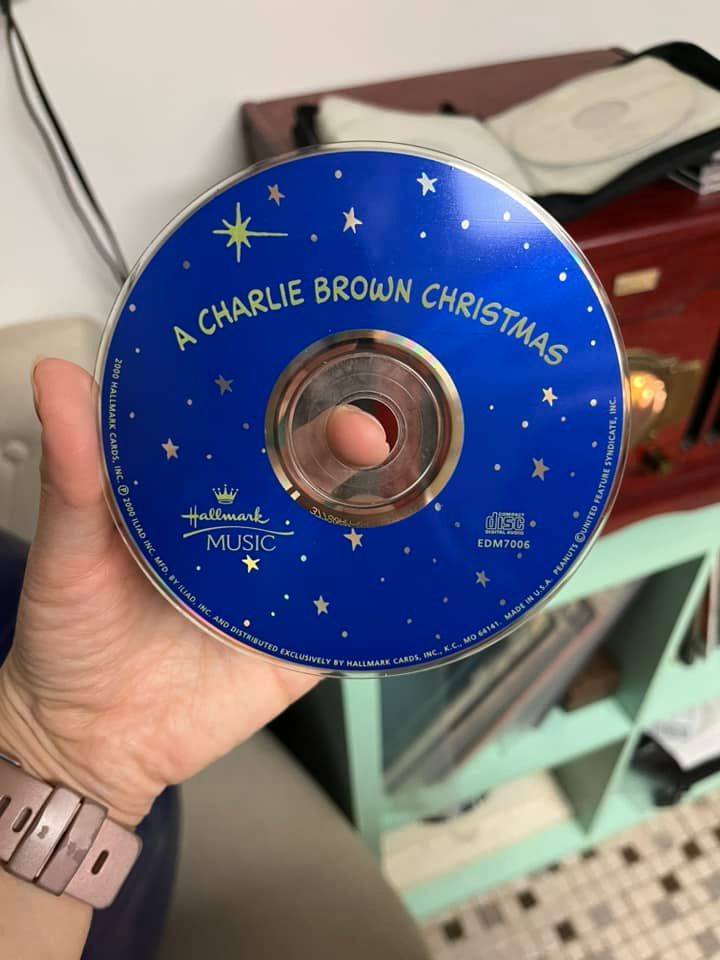 A CHARLIE BROWN CHRISTMAS
Hallmark
MUSIC
COMPACT
disc
DIGITAL AUDIO
EDM7006
2000 HALLMARK CARDS, INC. ℗ 2000 ILIAD INC. MFD. BY ILIAD, INC. AND DISTRIBUTED EXCLUSIVELY BY HALLMARK CARDS, INC., K.C., MO 64141. MADE IN U.S.A. PEANUTS ©UNITED FEATURE SYNDICATE, INC.